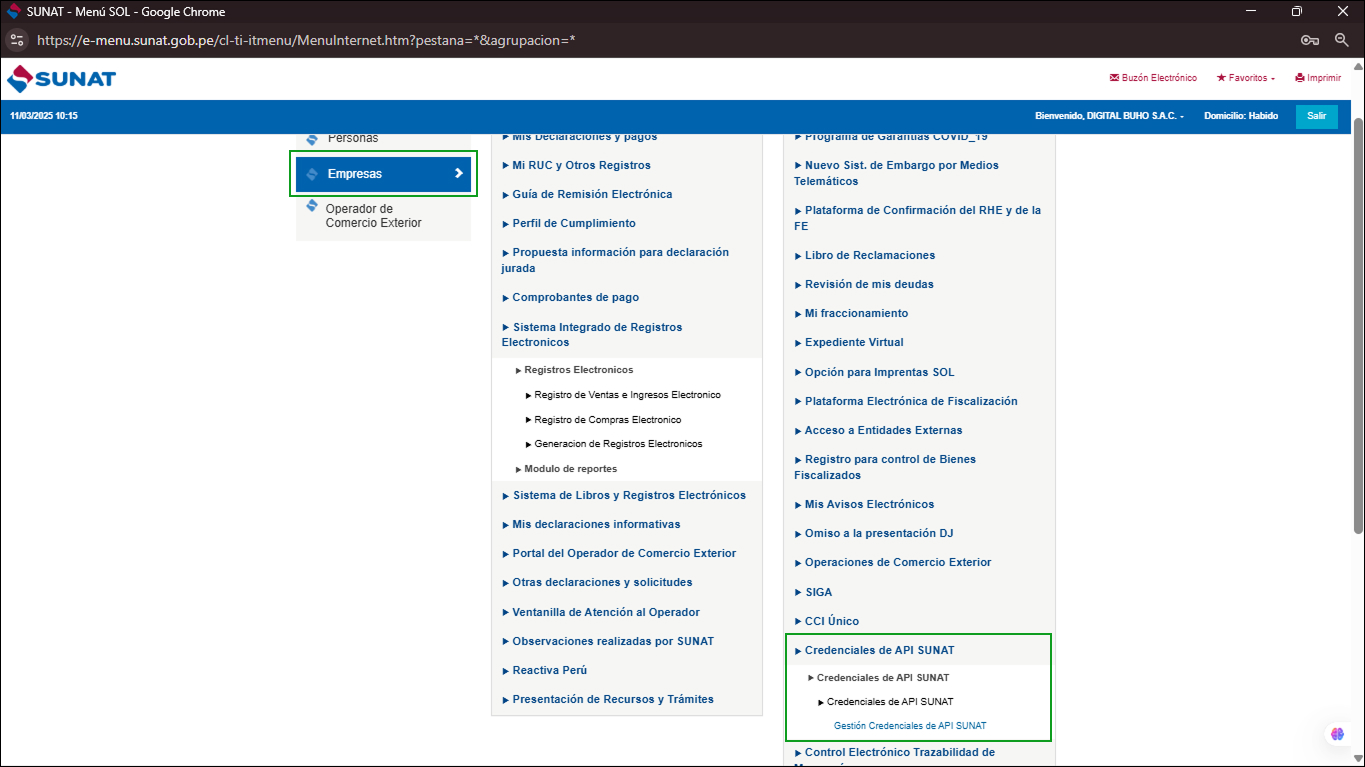 SUNAT - Menú SOL - Google Chrome
https://e-menu.sunat.gob.pe/cl-ti-itmenu/MenuInternet.htm?pestana=*&agrupacion=*
SUNAT
Buzón Electrónico
Favoritos
Imprimir
11/03/2025 10:15
Bienvenido, DIGITAL BUHO S.A.C.
Domicilio: Habido
Salir
Personas
Empresas
Operador de
Comercio Exterior
Mis Declaraciones y pagos
Mi RUC y Otros Registros
Guía de Remisión Electrónica
Perfil de Cumplimiento
Propuesta información para declaración
jurada
Comprobantes de pago
Sistema Integrado de Registros
Electronicos
Registros Electronicos
Registro de Ventas e Ingresos Electronico
Registro de Compras Electronico
Generacion de Registros Electronicos
Modulo de reportes
Sistema de Libros y Registros Electrónicos
Mis declaraciones informativas
Portal del Operador de Comercio Exterior
Otras declaraciones y solicitudes
Ventanilla de Atención al Operador
Observaciones realizadas por SUNAT
Reactiva Perú
Presentación de Recursos y Trámites
Programa de Garantías COVID_19
Nuevo Sist. de Embargo por Medios
Telemáticos
Plataforma de Confirmación del RHE y de la
FE
Libro de Reclamaciones
Revisión de mis deudas
Mi fraccionamiento
Expediente Virtual
Opción para Imprentas SOL
Plataforma Electrónica de Fiscalización
Acceso a Entidades Externas
Registro para control de Bienes
Fiscalizados
Mis Avisos Electrónicos
Omiso a la presentación DJ
Operaciones de Comercio Exterior
SIGA
CCI Único
Credenciales de API SUNAT
Credenciales de API SUNAT
Credenciales de API SUNAT
Gestión Credenciales de API SUNAT
Control Electrónico Trazabilidad de